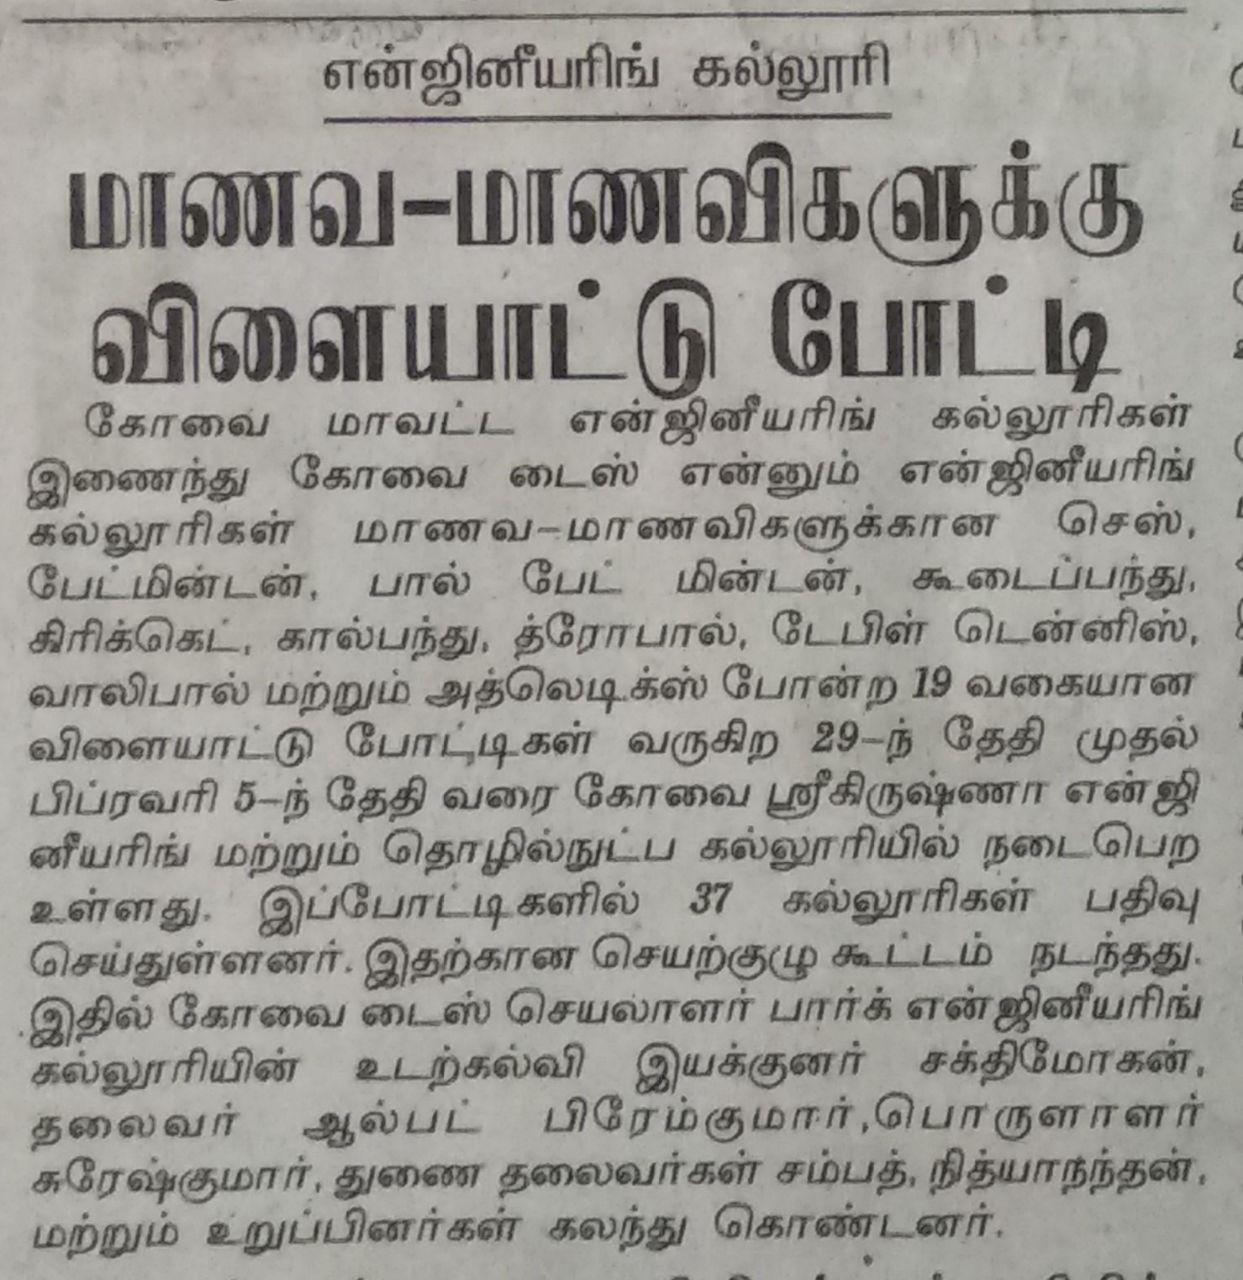 என்ஜினீயரிங் கல்லூரி
மாணவ-மாணவிகளுக்கு
விளையாட்டு போட்டி
கோவை மாவட்ட என்ஜினீயரிங் கல்லூரிகள்
இணைந்து கோவை டைஸ் என்னும் என்ஜினீயரிங்
கல்லூரிகள் மாணவ-மாணவிகளுக்கான செஸ்,
பேட்மின்டன், பால் பேட் மின்டன், கூடைப்பந்து,
கிரிக்கெட், கால்பந்து, த்ரோபால், டேபிள் டென்னிஸ்,
வாலிபால் மற்றும் அத்லெடிக்ஸ் போன்ற 19 வகையான
விளையாட்டு போட்டிகள் வருகிற 29-ந் தேதி முதல்
பிப்ரவரி 5-ந் தேதி வரை கோவை ஸ்ரீகிருஷ்ணா என்ஜி
னீயரிங் மற்றும் தொழில்நுட்ப கல்லூரியில் நடைபெற
உள்ளது. இப்போட்டிகளில் 37 கல்லூரிகள் பதிவு
செய்துள்ளனர். இதற்கான செயற்குழு கூட்டம் நடந்தது.
இதில் கோவை டைஸ் செயலாளர் பார்க் என்ஜினீயரிங்
கல்லூரியின் உடற்கல்வி இயக்குனர் சக்திமோகன்,
தலைவர் ஆல்பட் பிரேம்குமார்,பொருளாளர்
சுரேஷ்குமார், துணை தலைவர்கள் சம்பத், நித்யாநந்தன்,
மற்றும் உறுப்பினர்கள் கலந்து கொண்டனர்.